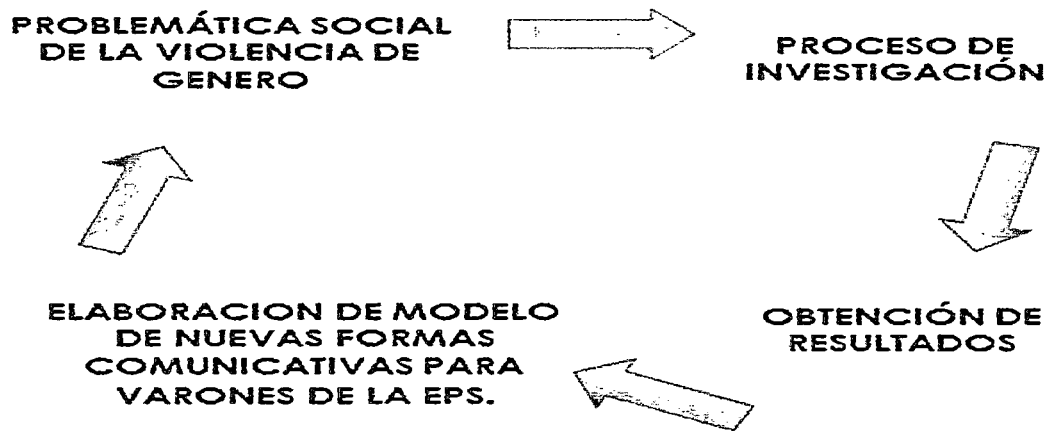 PROBLEMÁTICA SOCIAL
DE LA VIOLENCIA DE
GENERO
PROCESO DE
INVESTIGACIÓN
OBTENCIÓN DE
RESULTADOS
ELABORACION DE MODELO
DE NUEVAS FORMAS
COMUNICATIVAS PARA
VARONES DE LA EPS.